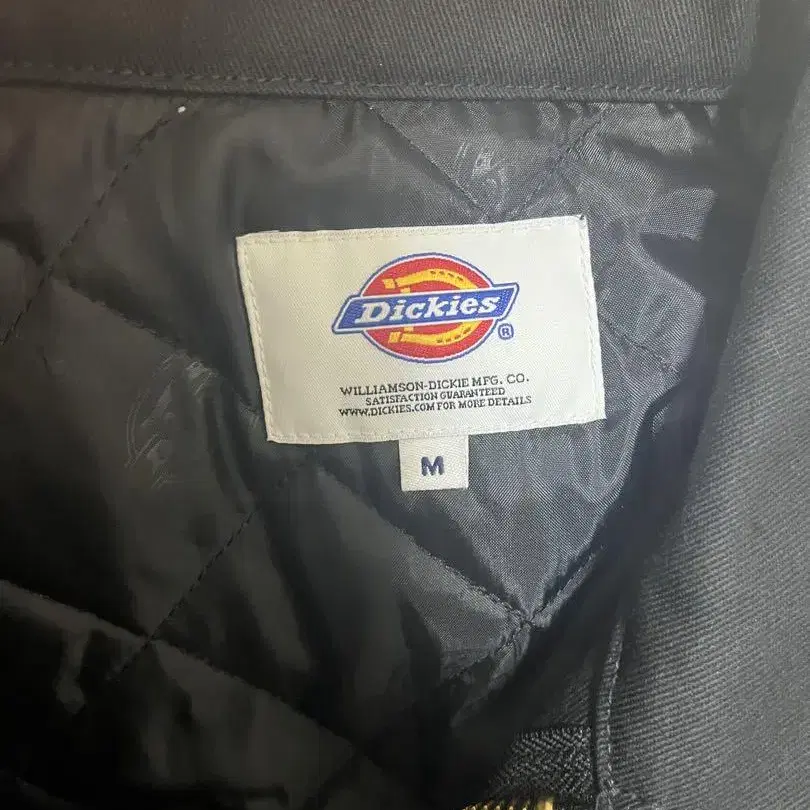 Dickies
®
WILLIAMSON-DICKIE MFG. CO.
SATISFACTION GUARANTEED
WWW.DICKIES.COM FOR MORE DETAILS
M